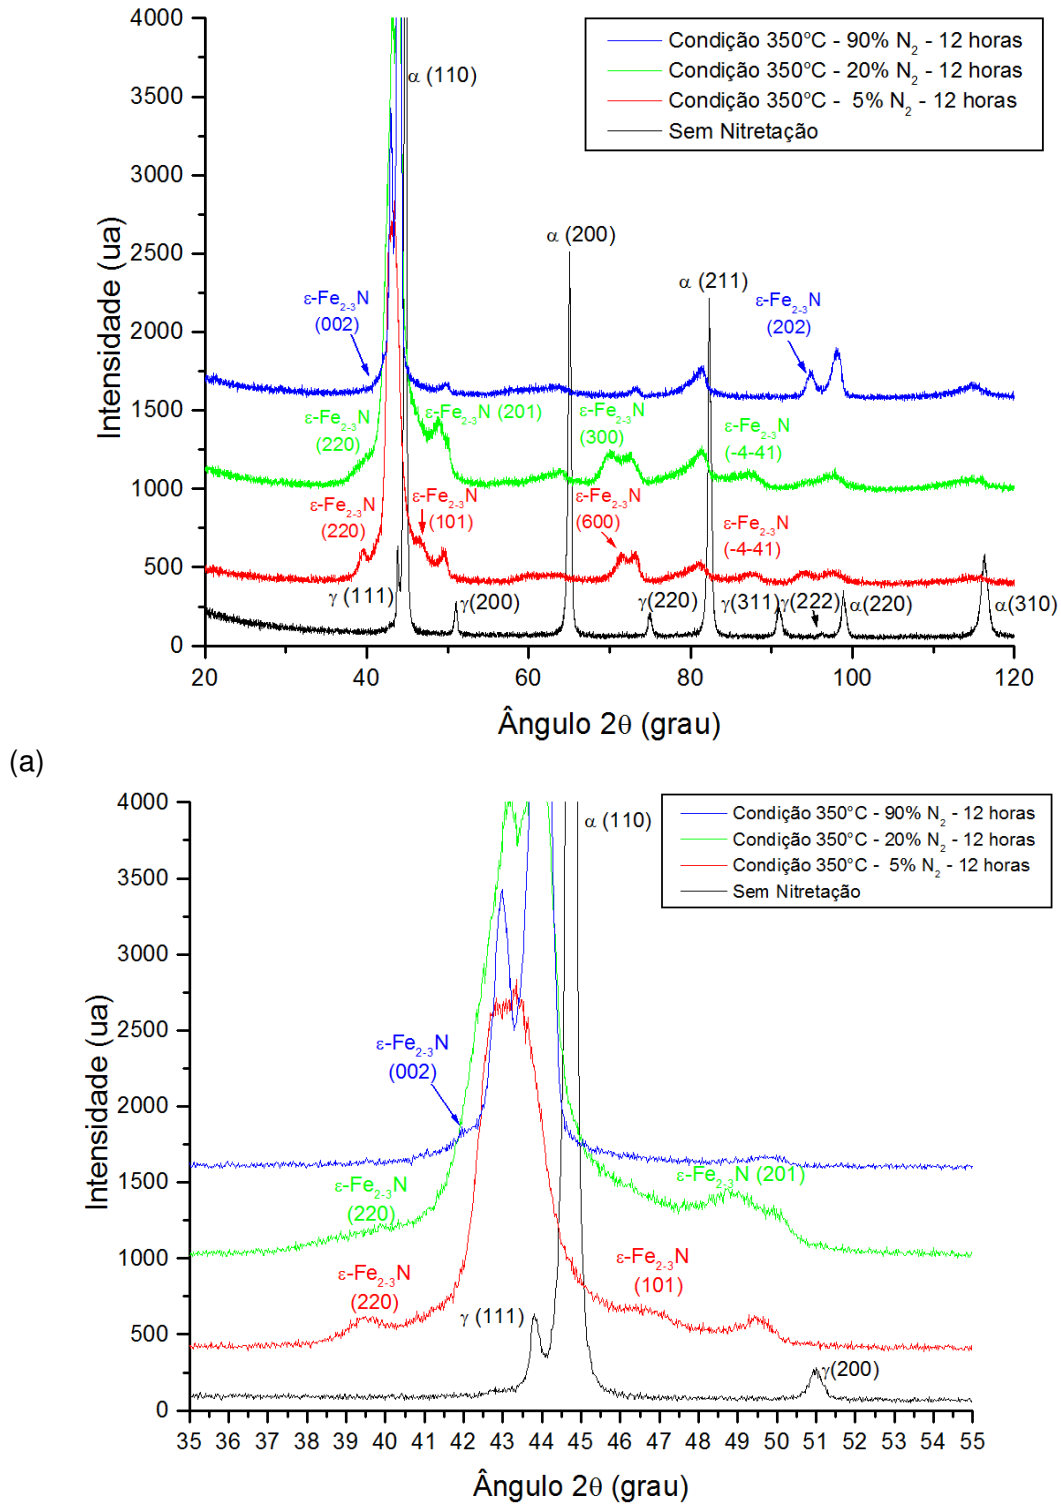 4000
3500
3000
2500
2000
1500
1000
500
0
Intensidade (ua)
Condição 350°C - 90% N2 - 12 horas
Condição 350°C - 20% N2 - 12 horas
Condição 350°C - 5% N2 - 12 horas
Sem Nitretação
α (110)
α (200)
α (211)
ε-Fe2-3N
(002)
ε-Fe2-3N
(202)
ε-Fe2-3N
(220)
ε-Fe2-3N (201)
ε-Fe2-3N
(300)
ε-Fe2-3N
(-4-41)
ε-Fe2-3N
(220)
ε-Fe2-3N
(101)
ε-Fe2-3N
(600)
ε-Fe2-3N
(-4-41)
γ (111)
γ(200)
γ(220)
γ(311)
γ(222)
α(220)
α(310)
20 40 60 80 100 120
Ângulo 2θ (grau)
(a)
4000
3500
3000
2500
2000
1500
1000
500
0
Intensidade (ua)
Condição 350°C - 90% N2 - 12 horas
Condição 350°C - 20% N2 - 12 horas
Condição 350°C - 5% N2 - 12 horas
Sem Nitretação
α (110)
ε-Fe2-3N
(002)
ε-Fe2-3N
(220)
ε-Fe2-3N (201)
ε-Fe2-3N
(220)
ε-Fe2-3N
(101)
γ (111)
γ(200)
35 36 37 38 39 40 41 42 43 44 45 46 47 48 49 50 51 52 53 54 55
Ângulo 2θ (grau)